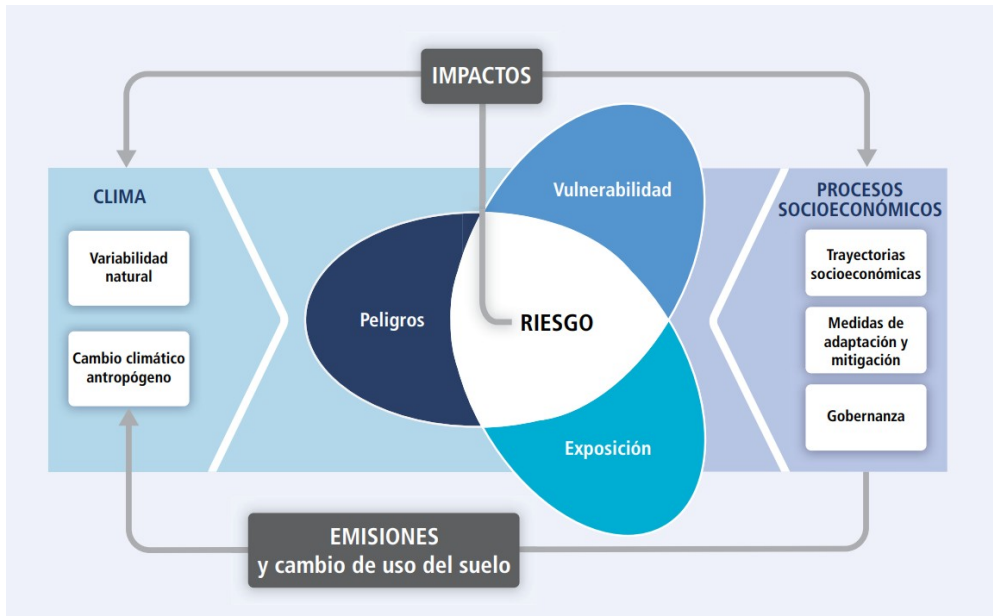 IMPACTOS
CLIMA
Variabilidad
natural
Cambio climático
antropógeno
Vulnerabilidad
Peligros
RIESGO
Exposición
PROCESOS
SOCIOECONÓMICOS
Trayectorias
socioeconómicas
Medidas de
adaptación y
mitigación
Gobernanza
EMISIONES
y cambio de uso del suelo